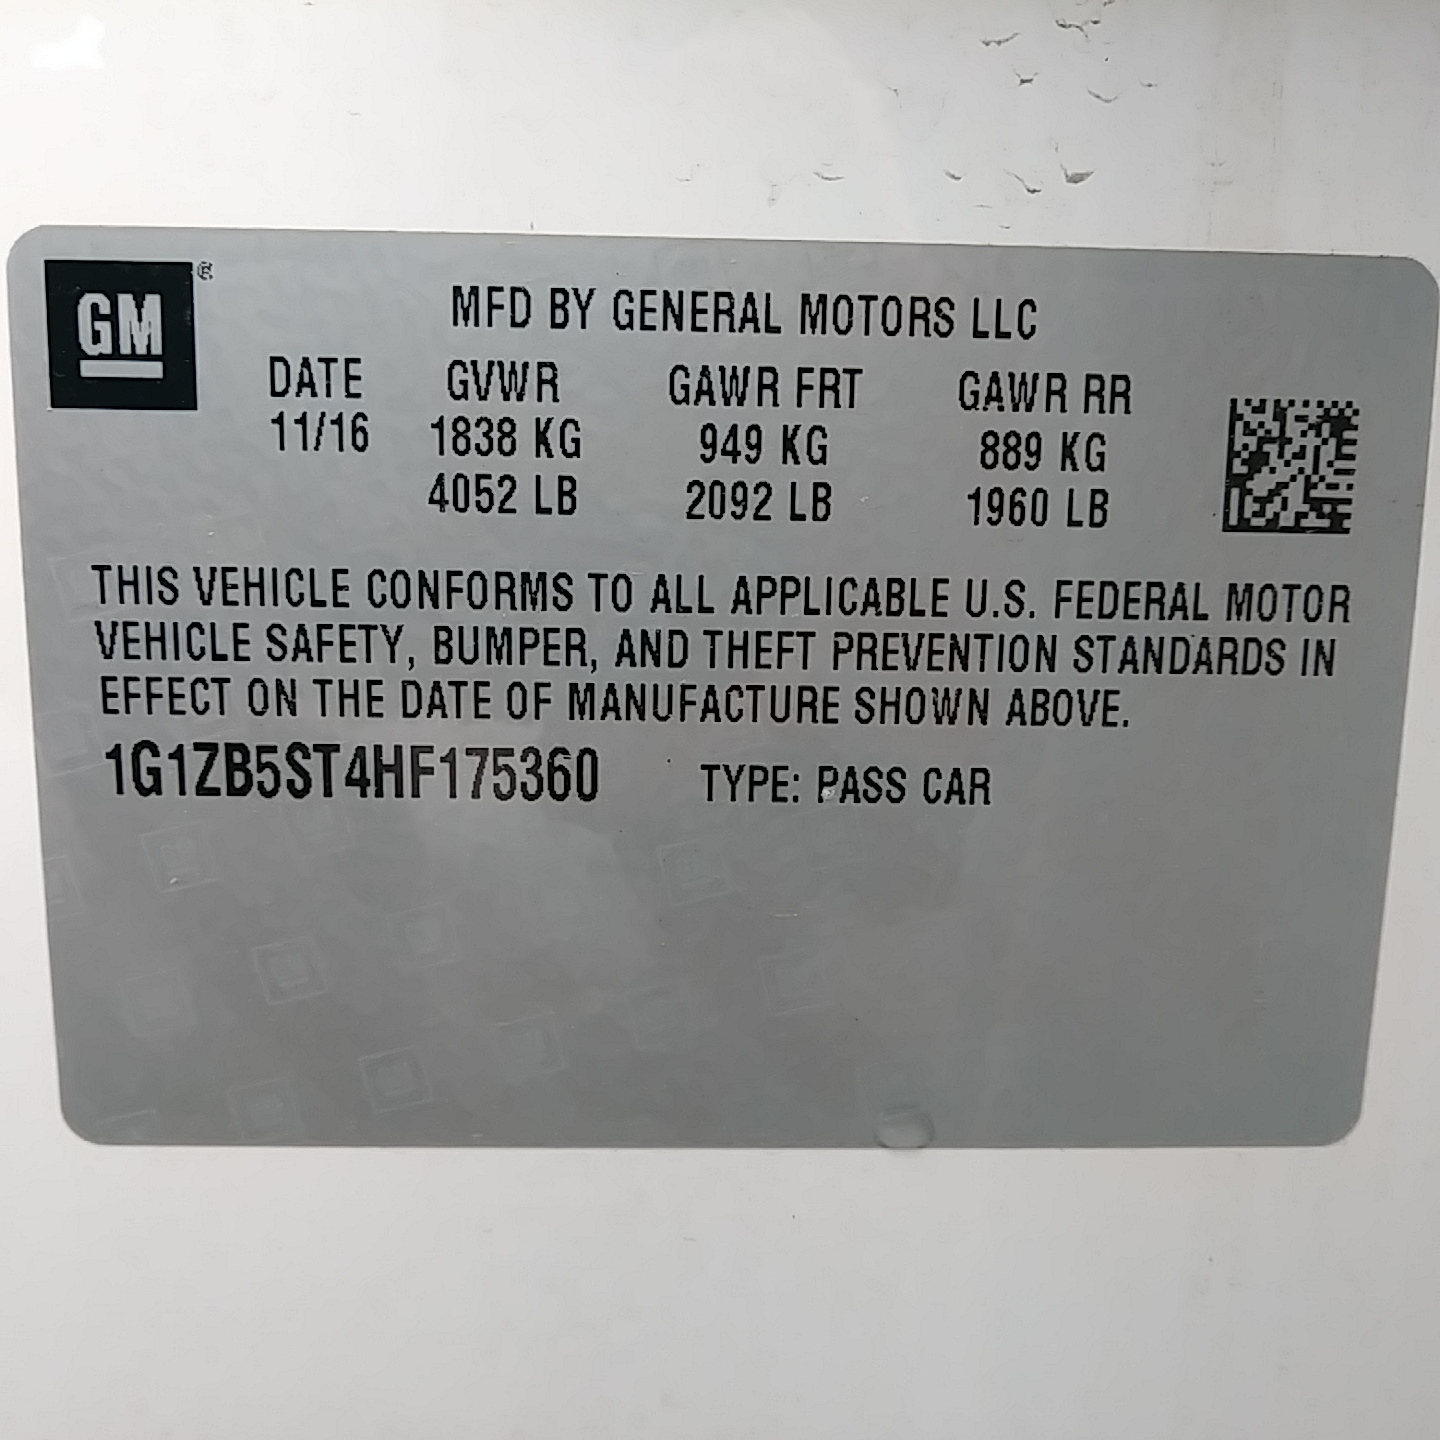 GM ®
MFD BY GENERAL MOTORS LLC
DATE GVWR GAWR FRT GAWR RR
11/16 1838 KG 949 KG 889 KG
4052 LB 2092 LB 1960 LB
THIS VEHICLE CONFORMS TO ALL APPLICABLE U.S. FEDERAL MOTOR
VEHICLE SAFETY, BUMPER, AND THEFT PREVENTION STANDARDS IN
EFFECT ON THE DATE OF MANUFACTURE SHOWN ABOVE.
1G1ZB5ST4HF175360 TYPE: PASS CAR